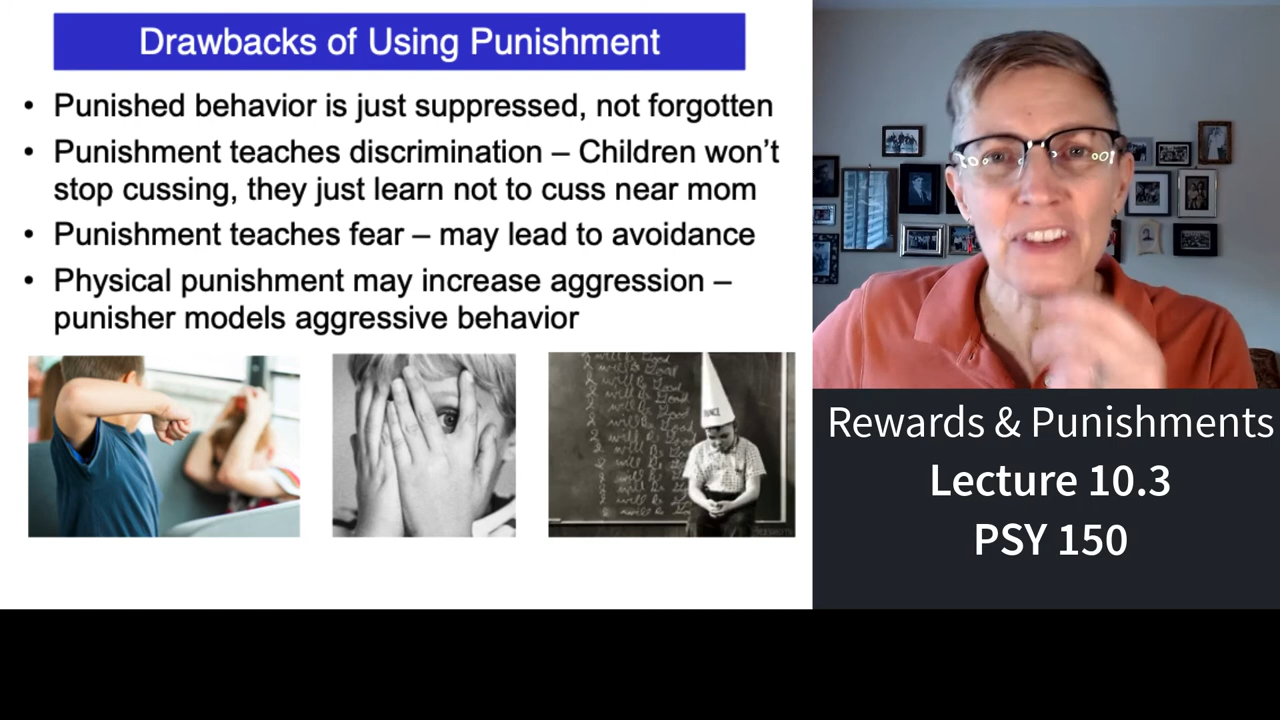 Drawbacks of Using Punishment
• Punished behavior is just suppressed, not forgotten
• Punishment teaches discrimination – Children won't
stop cussing, they just learn not to cuss near mom
• Punishment teaches fear – may lead to avoidance
• Physical punishment may increase aggression –
punisher models aggressive behavior
Rewards & Punishments
Lecture 10.3
PSY 150